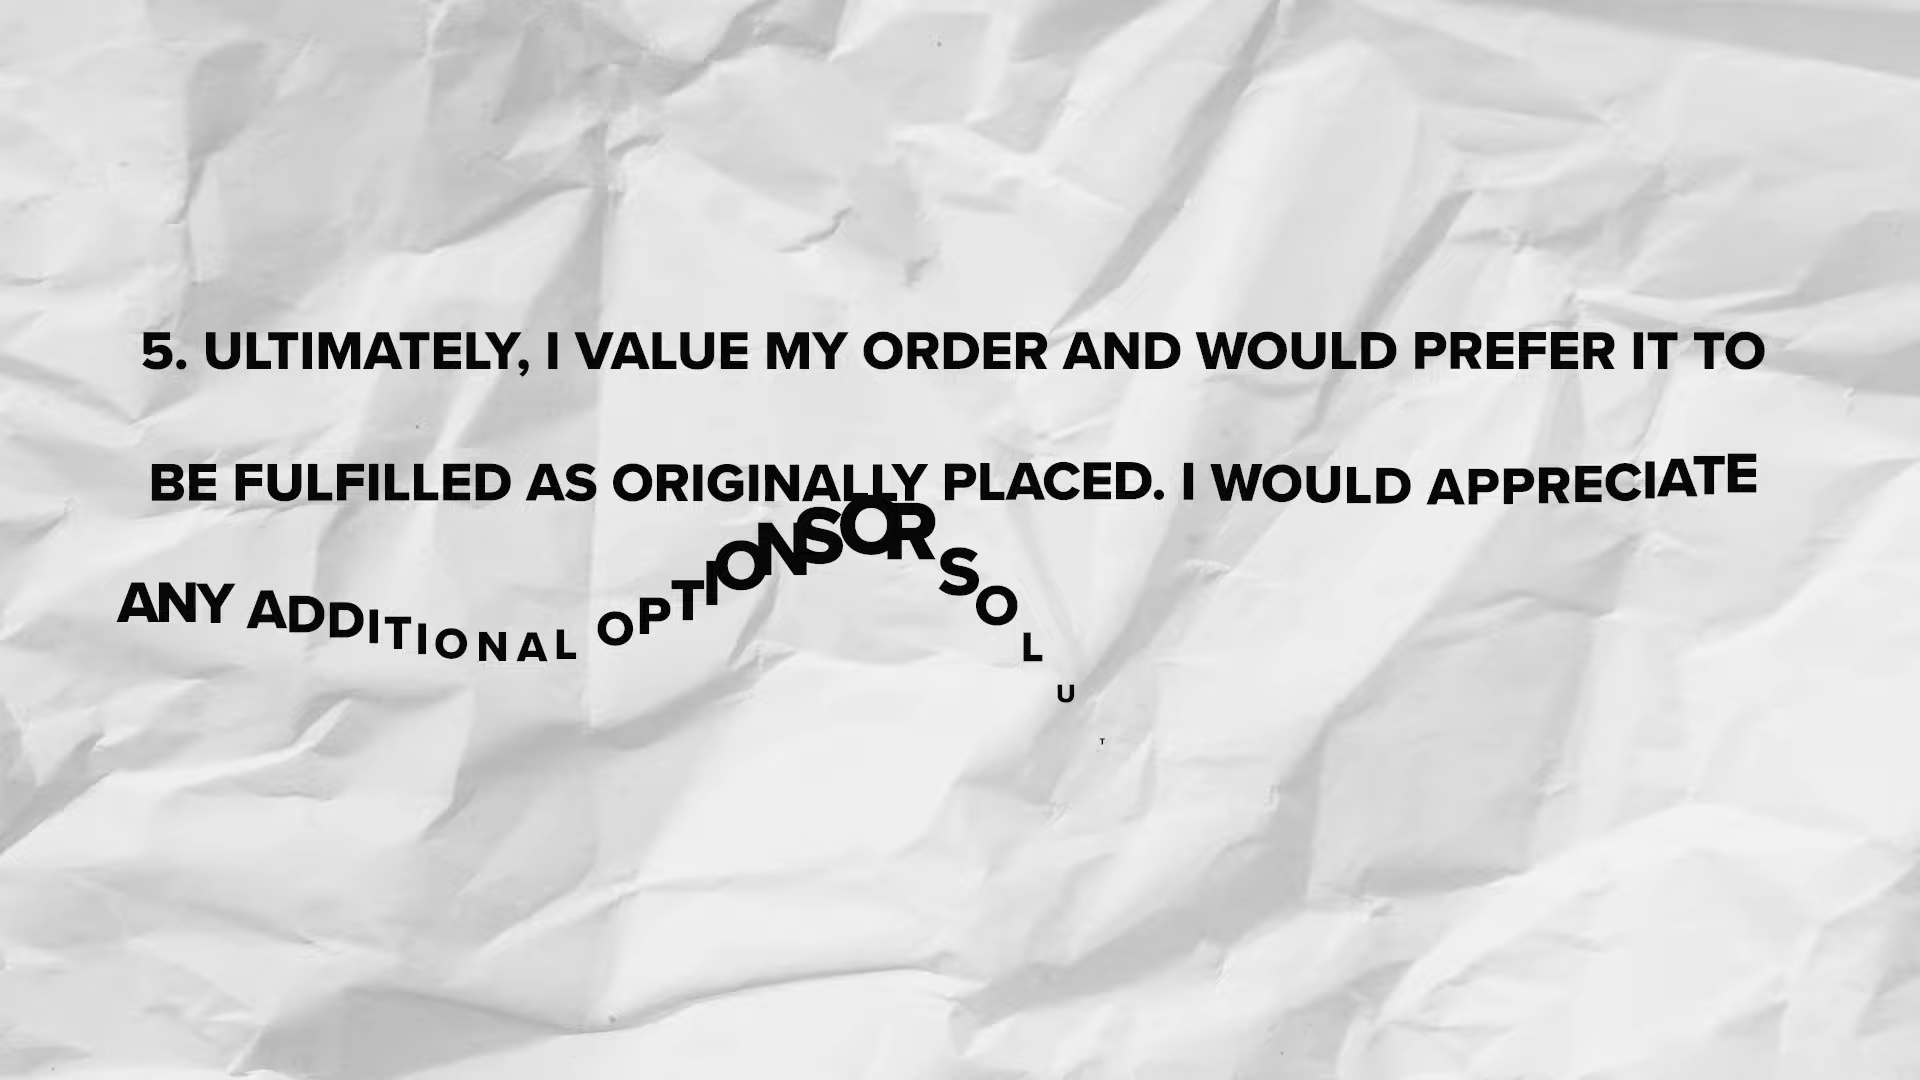 5. ULTIMATELY, I VALUE MY ORDER AND WOULD PREFER IT TO
BE FULFILLED AS ORIGINALLY PLACED. I WOULD APPRECIATE
ANY ADDITIONAL OPTIONS OR SOLUT